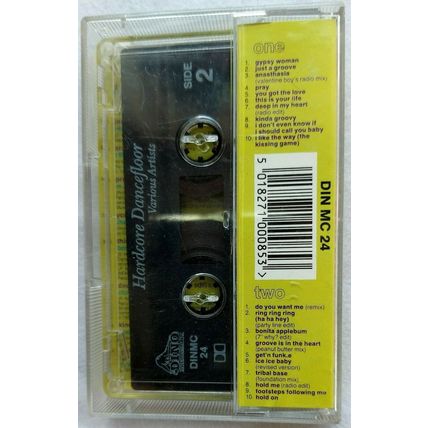 Hardcore Dancefloor
Various Artists
SIDE
2
DINO
DINMC
24
one
1. gypsy woman
2. just a groove
3. anasthasia
(valentine boy's radio mix)
4. pray
5. you got the love
6. this is your life
7. deep in my heart
(radio edit)
8. kinda groovy
9. i don't even know if
i should call you baby
10. i like the way (the
kissing game)
5 018271 000853 >
DIN MC 24
two
1. do you want me (remix)
2. ring ring ring
(ha ha hey)
(party line edit)
3. bonita applebum
(7" why? edit)
4. groove is in the heart
(peanut butter mix)
5. get'n funk.e
6. ice ice baby
(revised version)
7. tribal base
(foundation mix)
8. hold me (radio edit)
9. footsteps following me
10. hold on